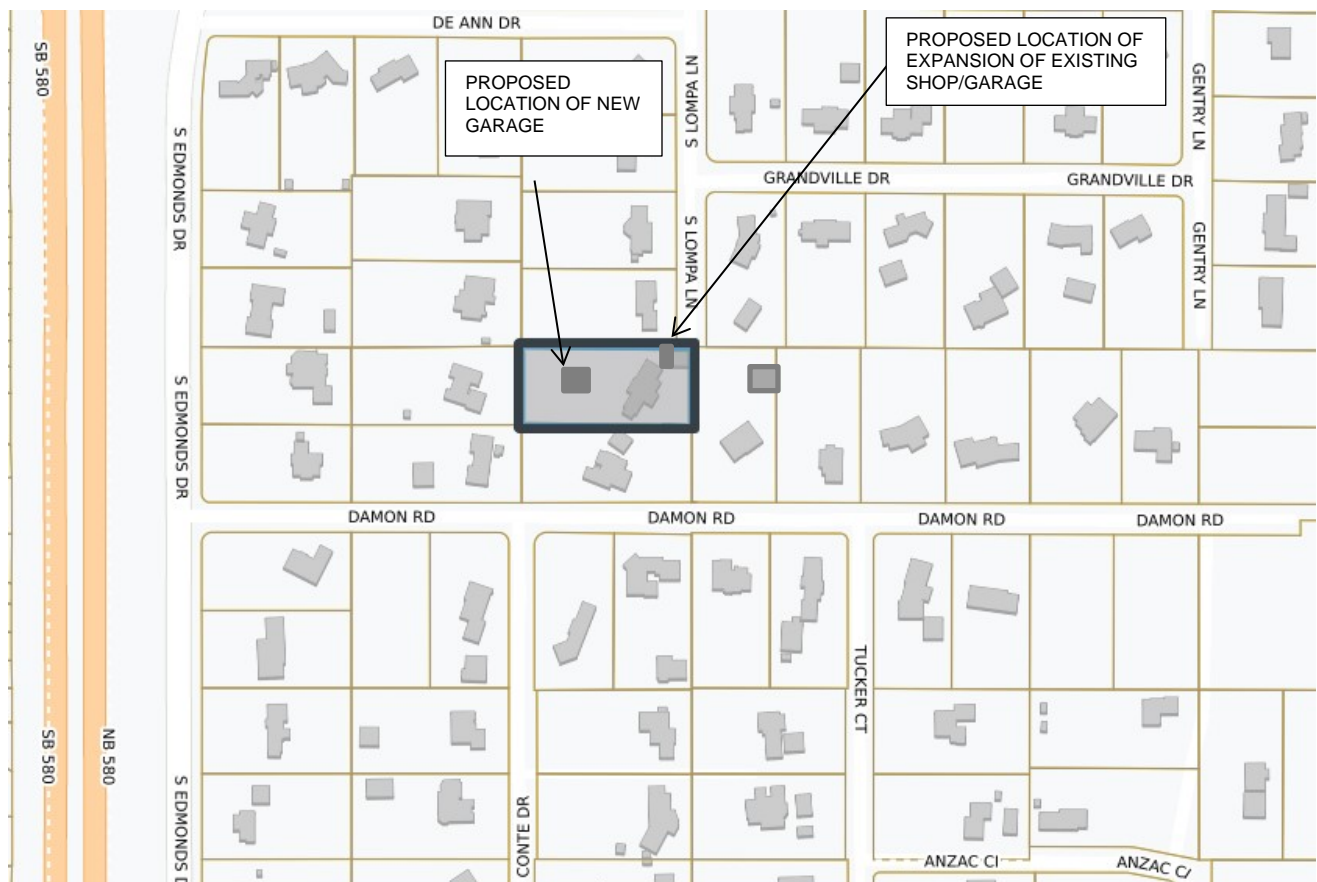 DE ANN DR
PROPOSED LOCATION OF
EXPANSION OF EXISTING
SHOP/GARAGE
PROPOSED
LOCATION OF NEW
GARAGE
SB 580
S EDMONDS DR
S LOMPA LN
GENTRY LN
GRANDVILLE DR
GRANDVILLE DR
S LOMPA LN
GENTRY LN
S EDMONDS DR
DAMON RD
DAMON RD
DAMON RD
DAMON RD
TUCKER CT
SB 580
NB 580
S EDMONDS D
CONTE DR
ANZAC CI
ANZAC CI